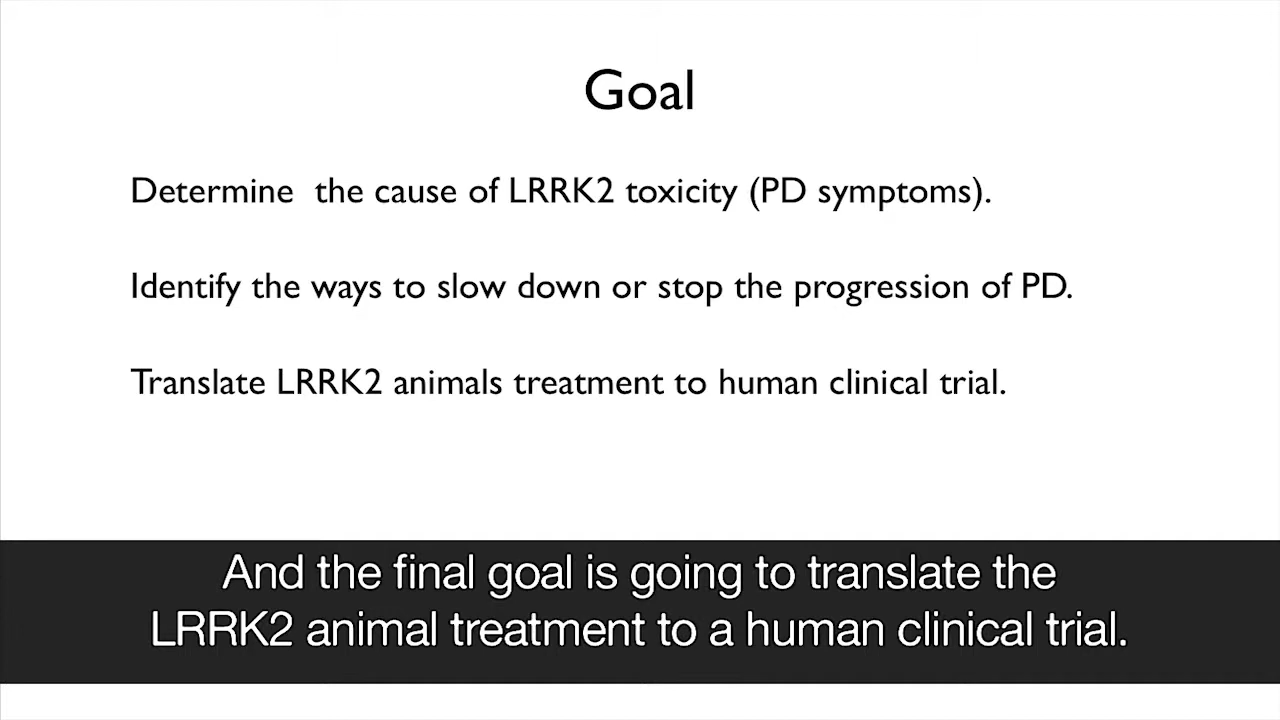 Goal
Determine  the cause of LRRK2 toxicity (PD symptoms).
Identify the ways to slow down or stop the progression of PD.
Translate LRRK2 animals treatment to human clinical trial.
And the final goal is going to translate the
LRRK2 animal treatment to a human clinical trial.